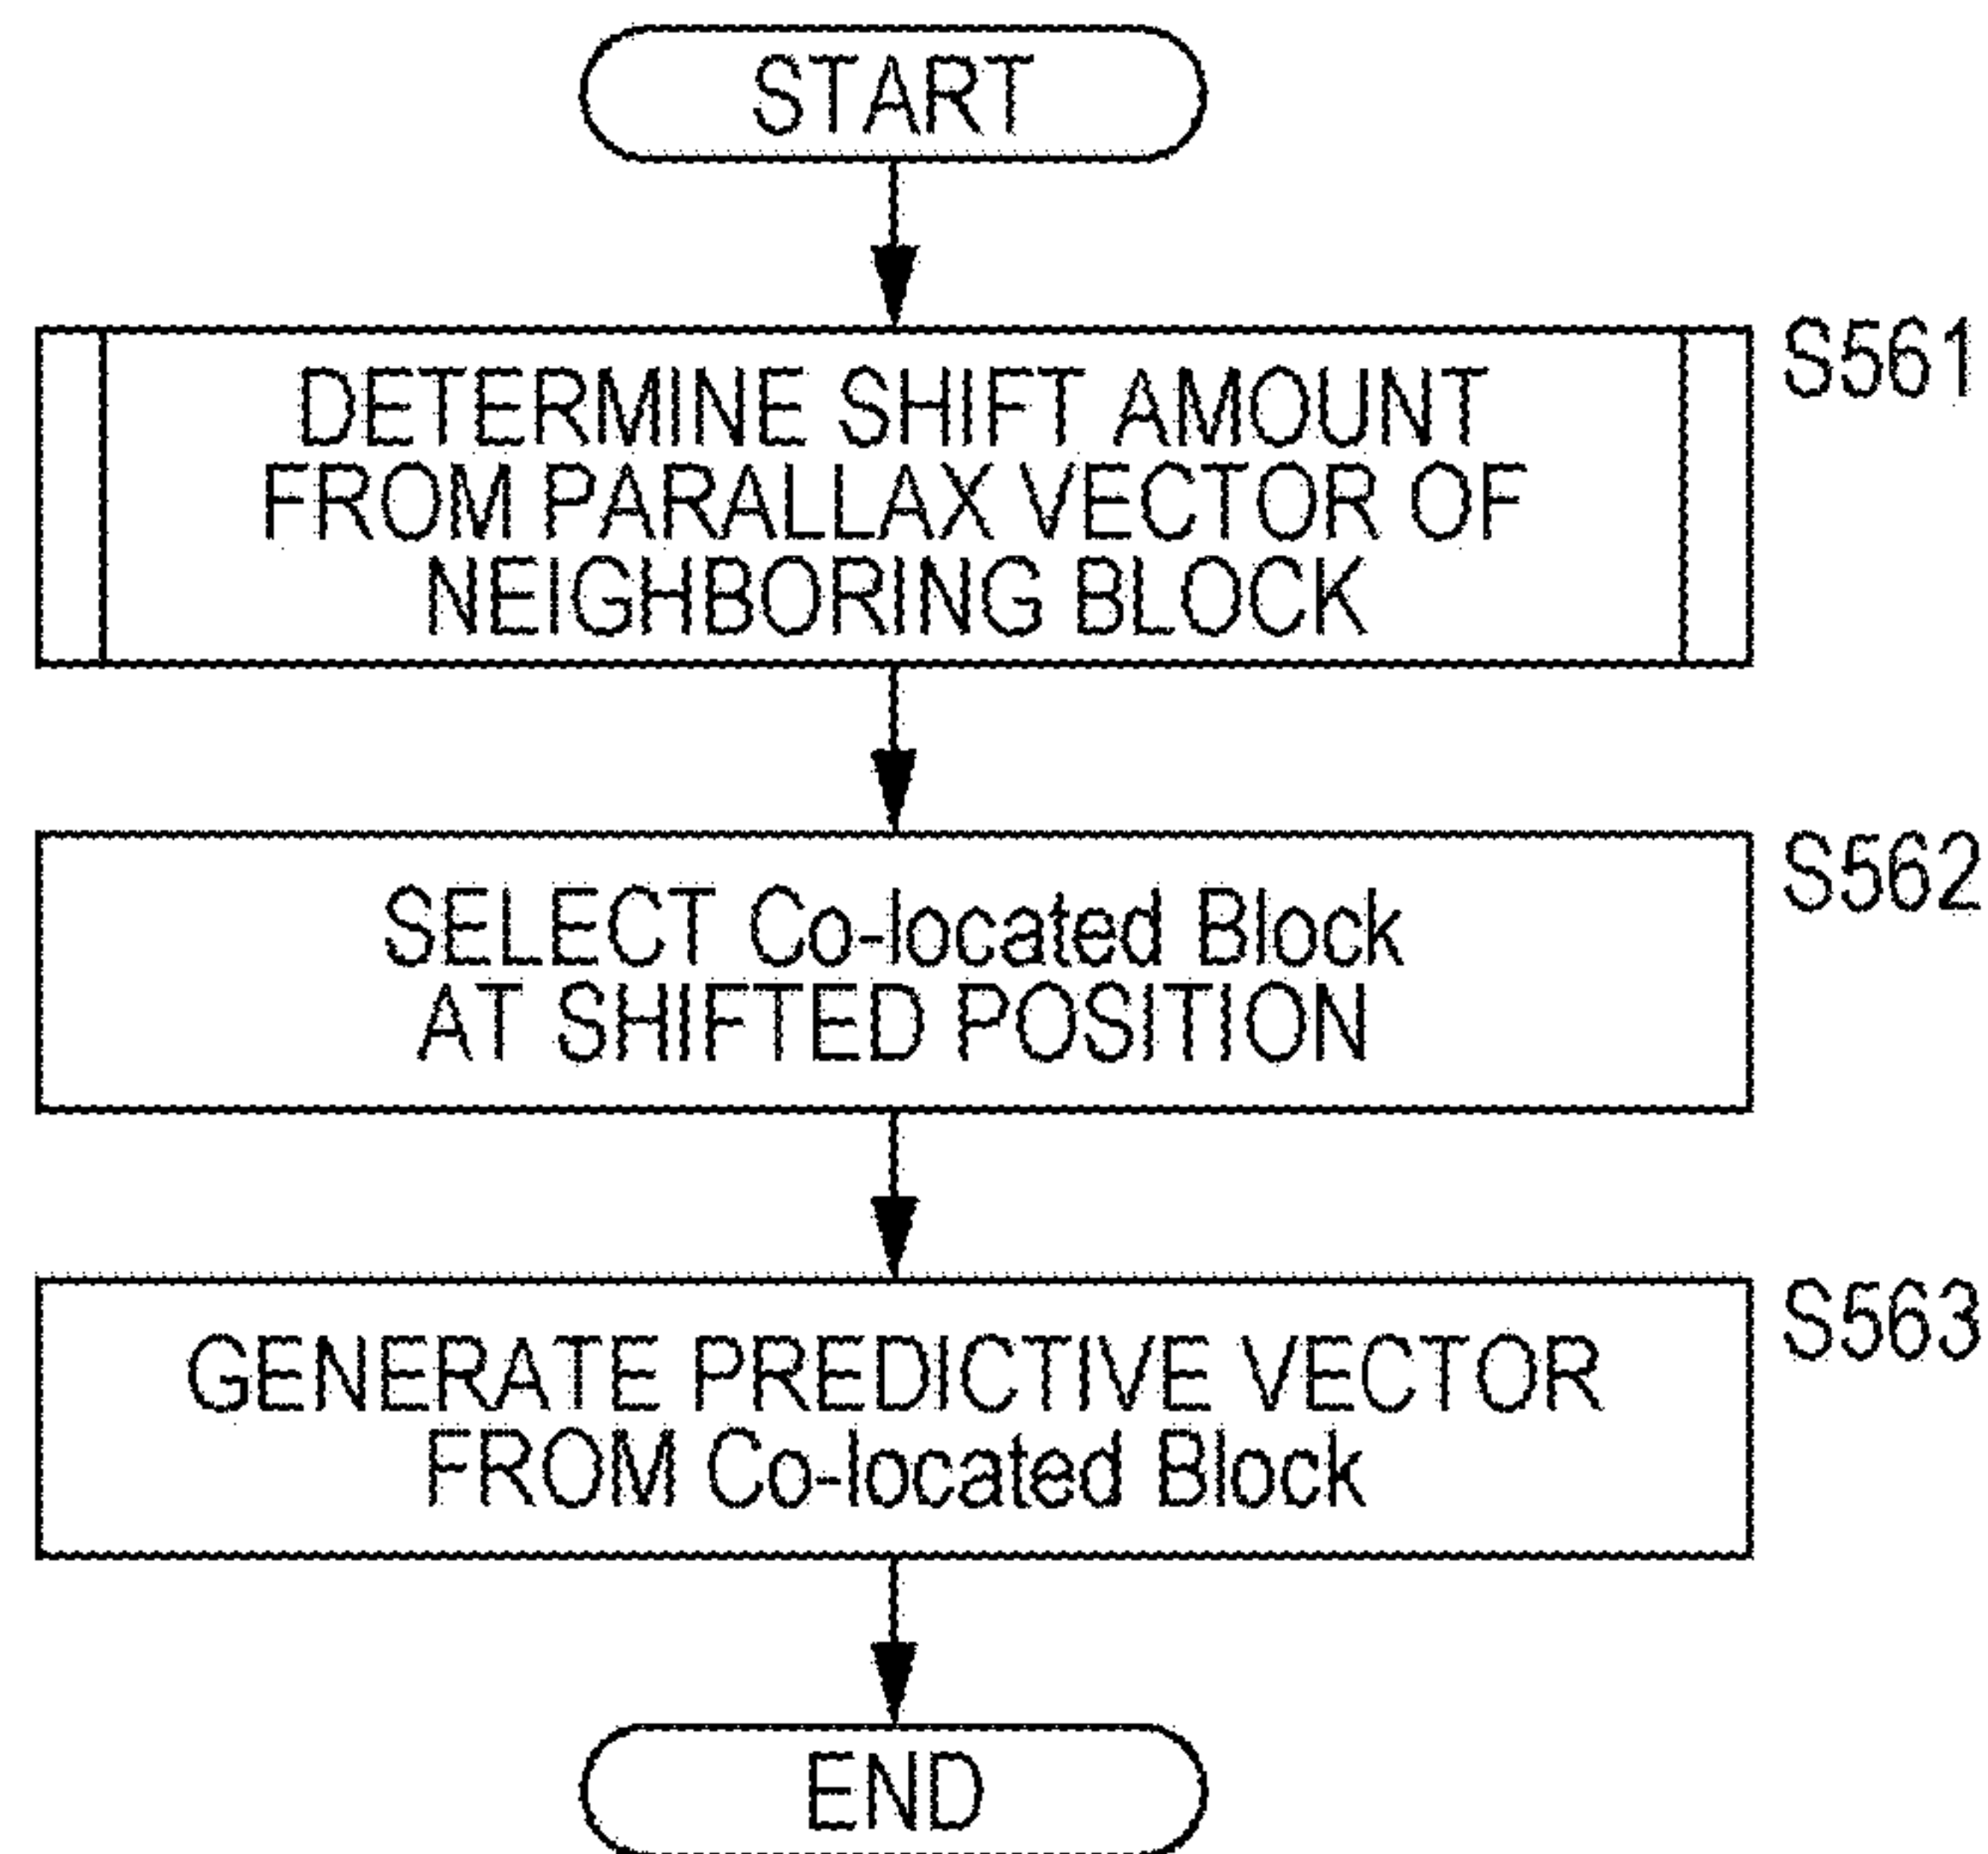 START
S561
DETERMINE SHIFT AMOUNT
FROM PARALLAX VECTOR OF
NEIGHBORING BLOCK
S562
SELECT Co-located Block
AT SHIFTED POSITION
S563
GENERATE PREDICTIVE VECTOR
FROM Co-located Block
END